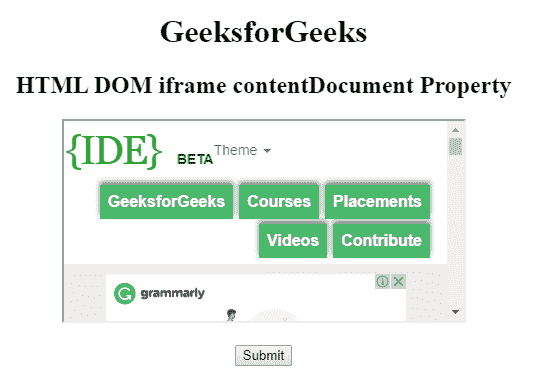 GeeksforGeeks
HTML DOM iframe contentDocument Property
{IDE} BETA Theme
GeeksforGeeks Courses Placements
Videos Contribute
G grammarly
Submit